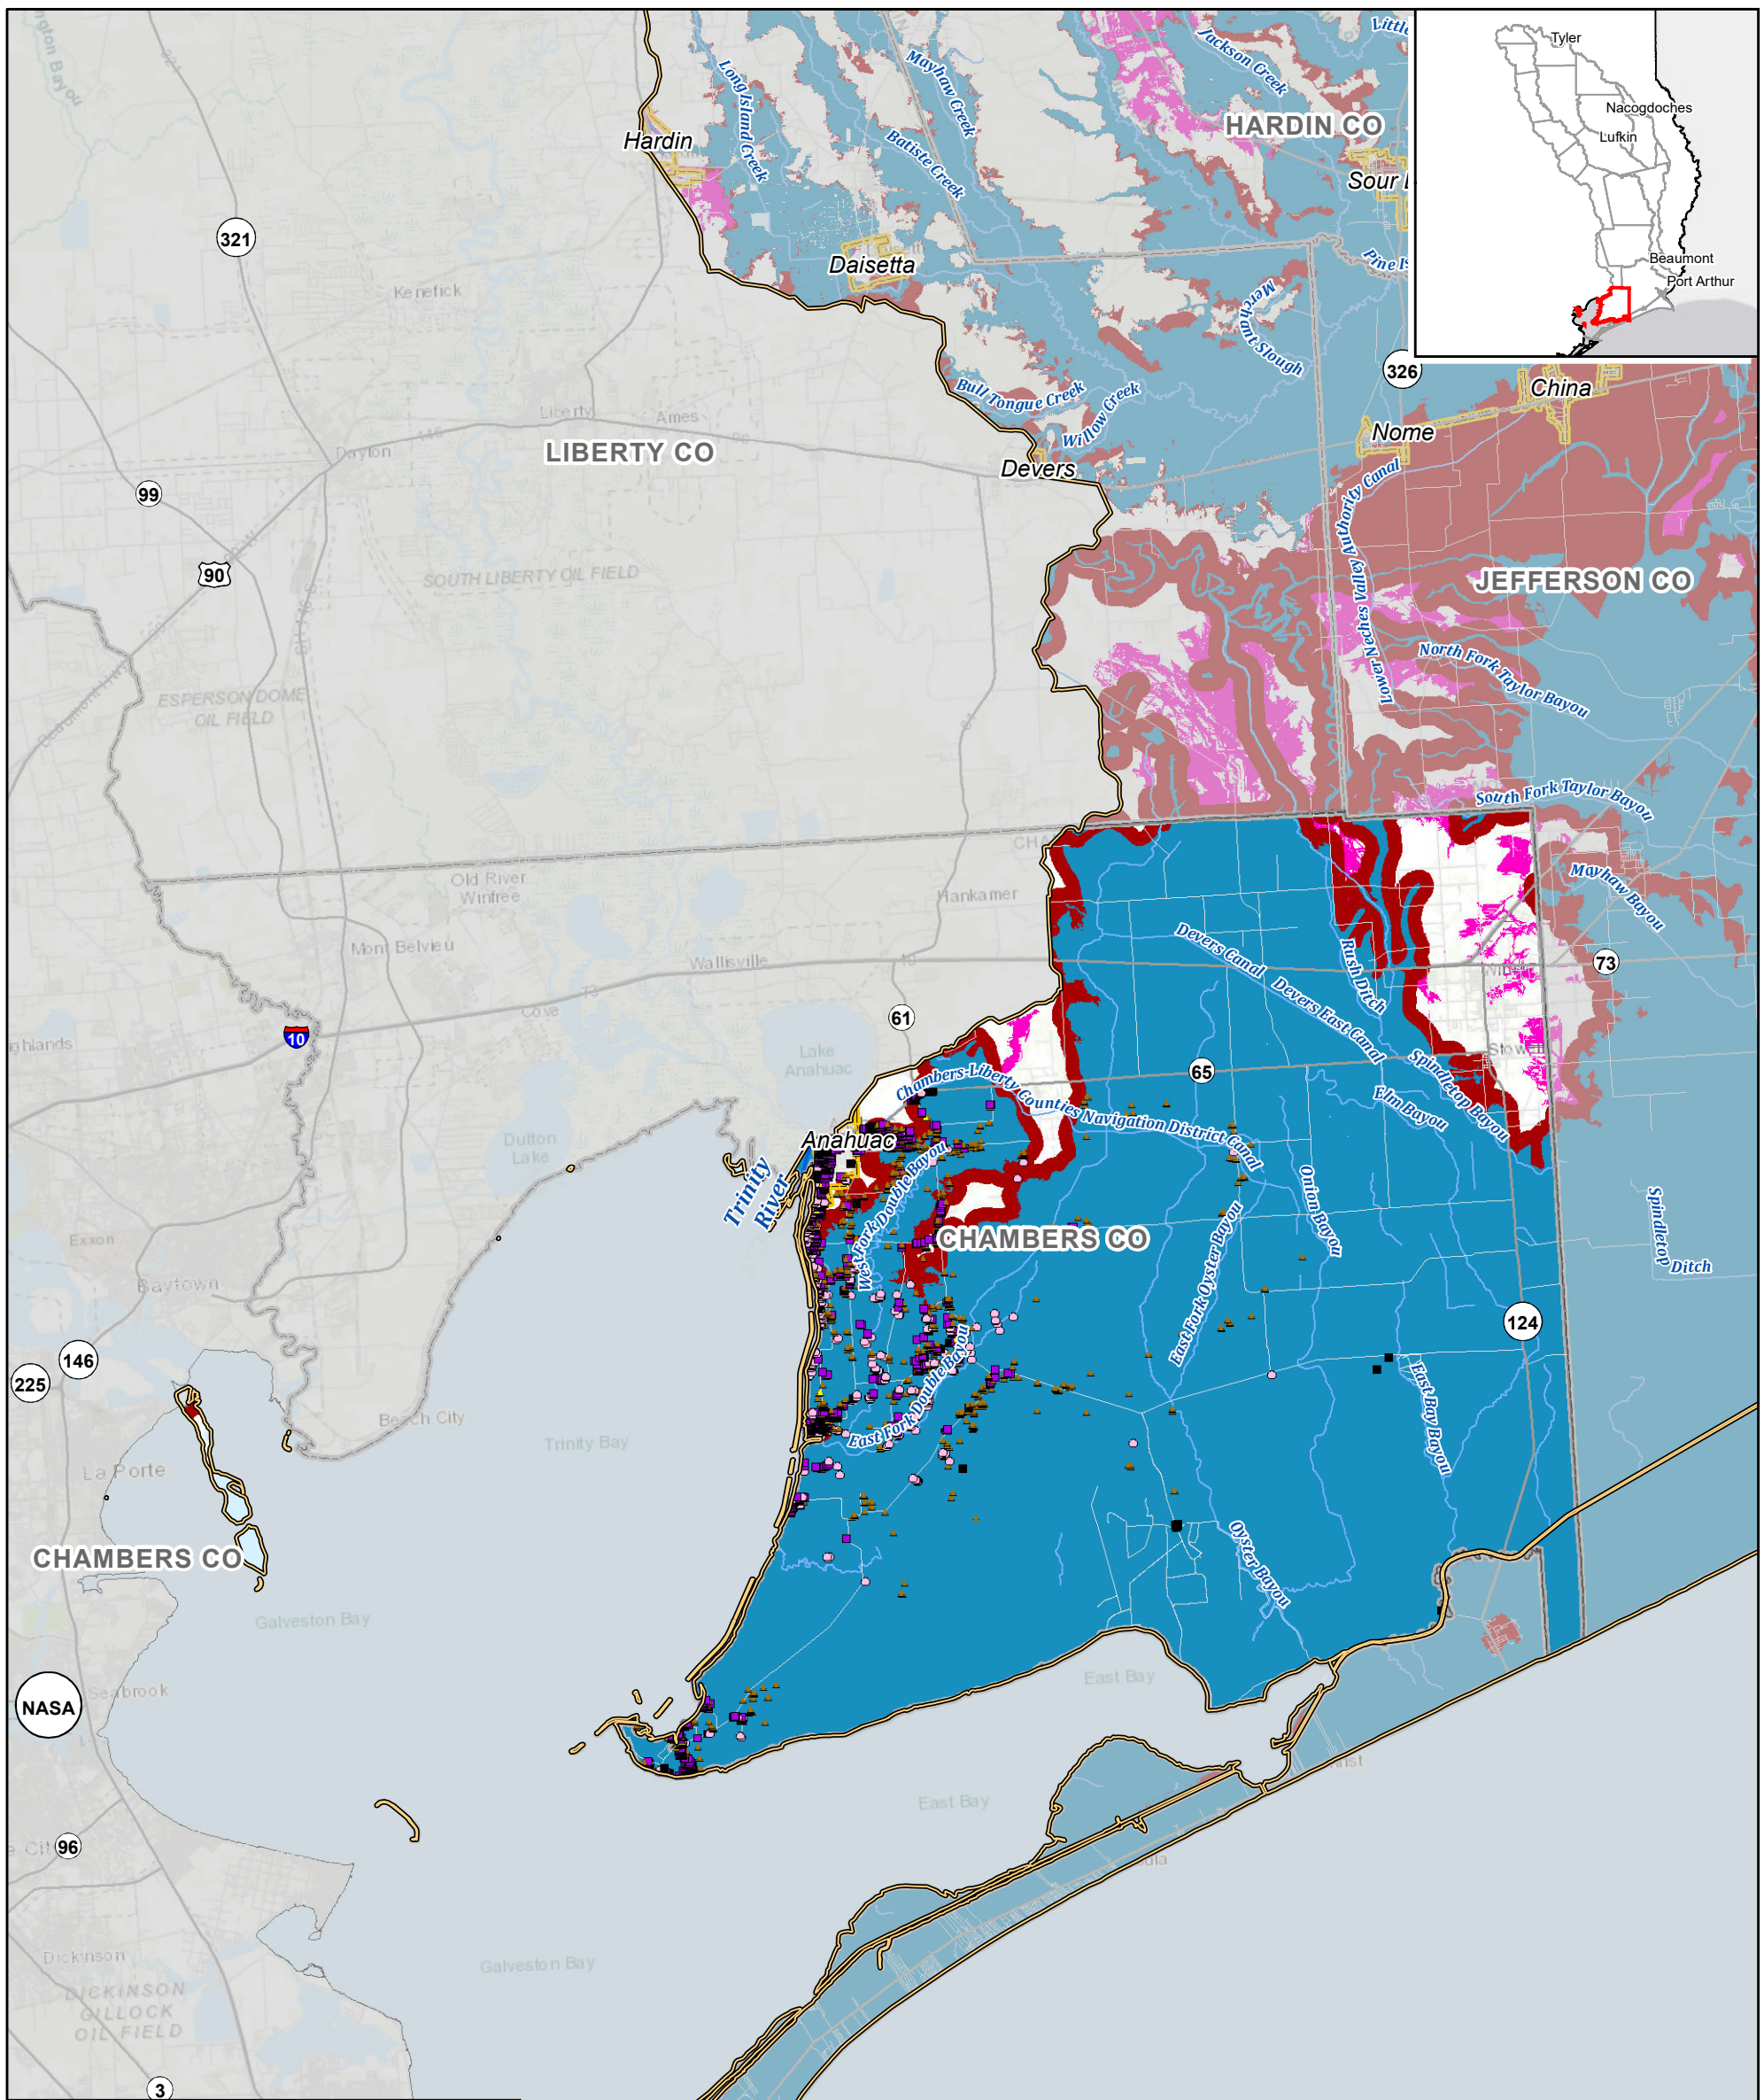 Tyler
Nacogdoches
Lufkin
Beaumont
Port Arthur
Little
Jackson Creek
HARDIN CO
Mayhaw Creek
Long Island Creek
Batiste Creek
Hardin
Sour
321
Daisetta
Kenefick
Merchant Slough
326
China
Bull Tongue Creek
Willow Creek
Liberty
Ames
Nome
LIBERTY CO
Dayton
Devers
99
Lower Neches Valley Authority Canal
90
SOUTH LIBERTY OIL FIELD
JEFFERSON CO
North Fork Taylor Bayou
ESPERSON DOME
OIL FIELD
South Fork Taylor Bayou
Mayhaw Bayou
Old River
Winfree
Hankamer
Mont Belvieu
Wallisville
Devers Canal
Rush Ditch
73
Devers East Canal
Cove
61
10
Lake
Anahuac
Stowell
65
Spindletop Bayou
Elm Bayou
Chambers-Liberty Counties Navigation District Canal
Anahuac
Dutton
Lake
Trinity
River
West Fork Double Bayou
Onion Bayou
Spindletop
Ditch
Exxon
CHAMBERS CO
East Fork Oyster Bayou
Baytown
124
146
225
East Bay Bayou
Beach City
East Fork Double Bayou
Trinity Bay
La Porte
Oyster Bayou
CHAMBERS CO
Galveston Bay
East Bay
Seabrook
NASA
East Bay
96
Dickinson
Galveston Bay
DICKINSON
GILLOCK
OIL FIELD
3